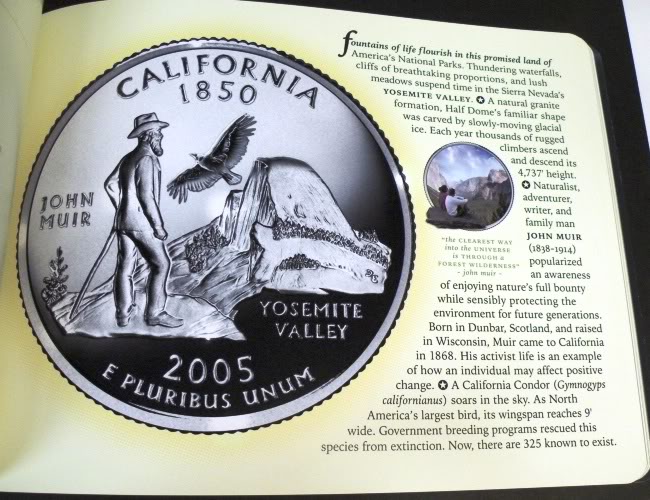 CALIFORNIA
1850
JOHN
MUIR
YOSEMITE
VALLEY
2005
E PLURIBUS UNUM
fountains of life flourish in this promised land of
America's National Parks. Thundering waterfalls,
cliffs of breathtaking proportions, and lush
meadows suspend time in the Sierra Nevada's
YOSEMITE VALLEY. ✪ A natural granite
formation, Half Dome's familiar shape
was carved by slowly-moving glacial
ice. Each year thousands of rugged
climbers ascend
and descend its
4,737' height.
✪ Naturalist,
adventurer,
writer, and
family man
JOHN MUIR
(1838-1914)
popularized
an awareness
of enjoying nature's full bounty
while sensibly protecting the
environment for future generations.
Born in Dunbar, Scotland, and raised
in Wisconsin, Muir came to California
in 1868. His activist life is an example
of how an individual may affect positive
change. ✪ A California Condor (Gymnogyps
californianus) soars in the sky. As North
America's largest bird, its wingspan reaches 9'
wide. Government breeding programs rescued this
species from extinction. Now, there are 325 known to exist.
"the CLEAREST WAY
into the UNIVERSE
is THROUGH a
FOREST WILDERNESS"
- john muir -